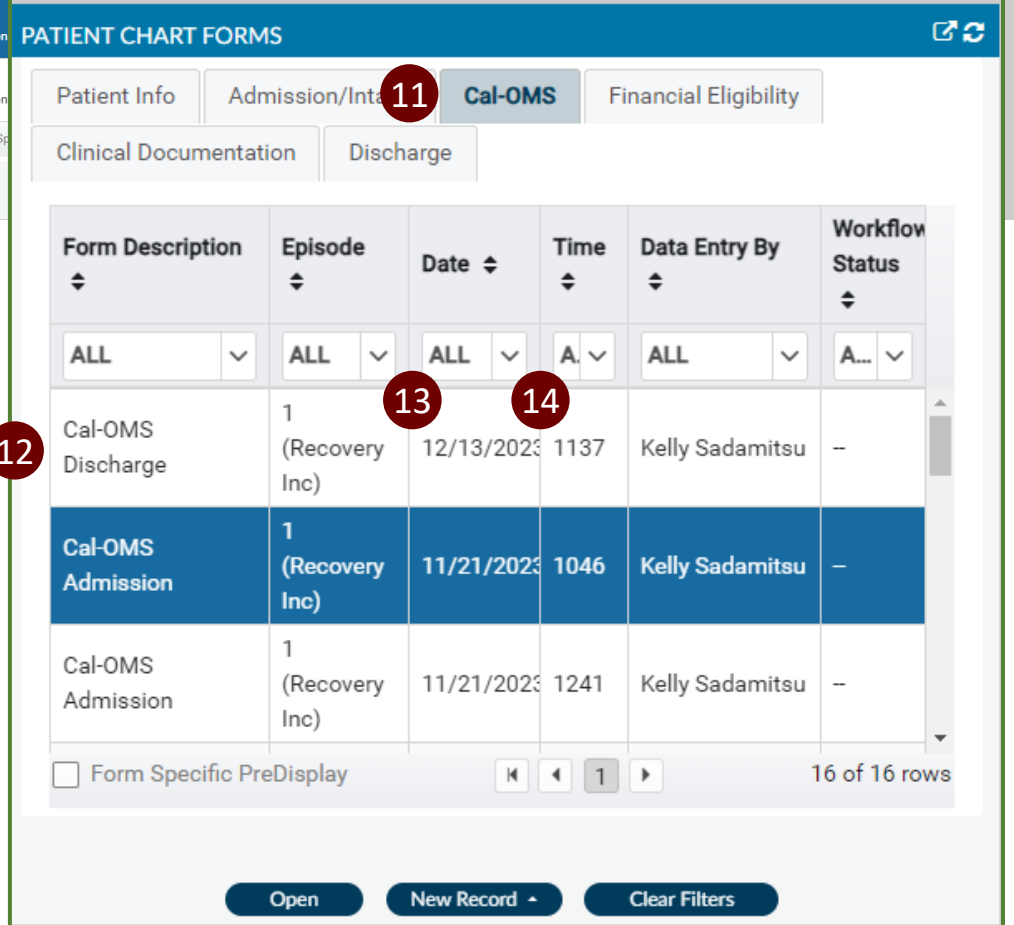 PATIENT CHART FORMS
Patient Info
11
Cal-OMS
Financial Eligibility
Clinical Documentation
Discharge
Form Description
Episode
Date
Time
Data Entry By
Workflow
Status
ALL
ALL
ALL
A.
ALL
A...
13
14
12
Cal-OMS
Discharge
1
(Recovery
Inc)
12/13/2023
1137
Kelly Sadamitsu
--
Cal-OMS
Admission
1
(Recovery
Inc)
11/21/2023
1046
Kelly Sadamitsu
--
Cal-OMS
Admission
1
(Recovery
Inc)
11/21/2023
1241
Kelly Sadamitsu
--
Form Specific PreDisplay
1
16 of 16 rows
Open
New Record
Clear Filters